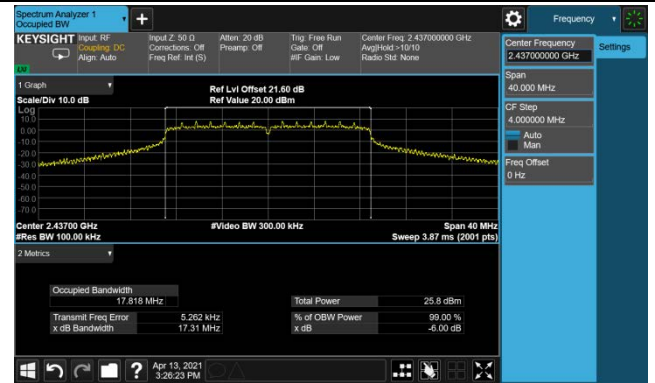 Spectrum Analyzer 1
Occupied BW
Frequency
KEYSIGHT
Input: RF
Coupling: DC
Align: Auto
Input Z: 50 Ω
Corrections: Off
Freq Ref: Int (S)
Atten: 20 dB
Preamp: Off
Trig: Free Run
Gate: Off
#IF Gain: Low
Center Freq: 2.437000000 GHz
Avg|Hold >10/10
Radio Std: None
Center Frequency
2.437000000 GHz
Settings
Span
40.000 MHz
CF Step
4.000000 MHz
Auto
Man
Freq Offset
0 Hz
1 Graph
Scale/Div 10.0 dB
Ref Lvl Offset 21.60 dB
Ref Value 20.00 dBm
Log
10.0
0.00
-10.0
-20.0
-30.0
-40.0
-50.0
-60.0
-70.0
Center 2.43700 GHz
#Video BW 300.00 kHz
Span 40 MHz
#Res BW 100.00 kHz
Sweep 3.87 ms (2001 pts)
2 Metrics
Occupied Bandwidth
17.818 MHz
Total Power 25.8 dBm
Transmit Freq Error 5.262 kHz
% of OBW Power 99.00 %
x dB Bandwidth 17.31 MHz
x dB -6.00 dB
Apr 13, 2021
3:26:23 PM